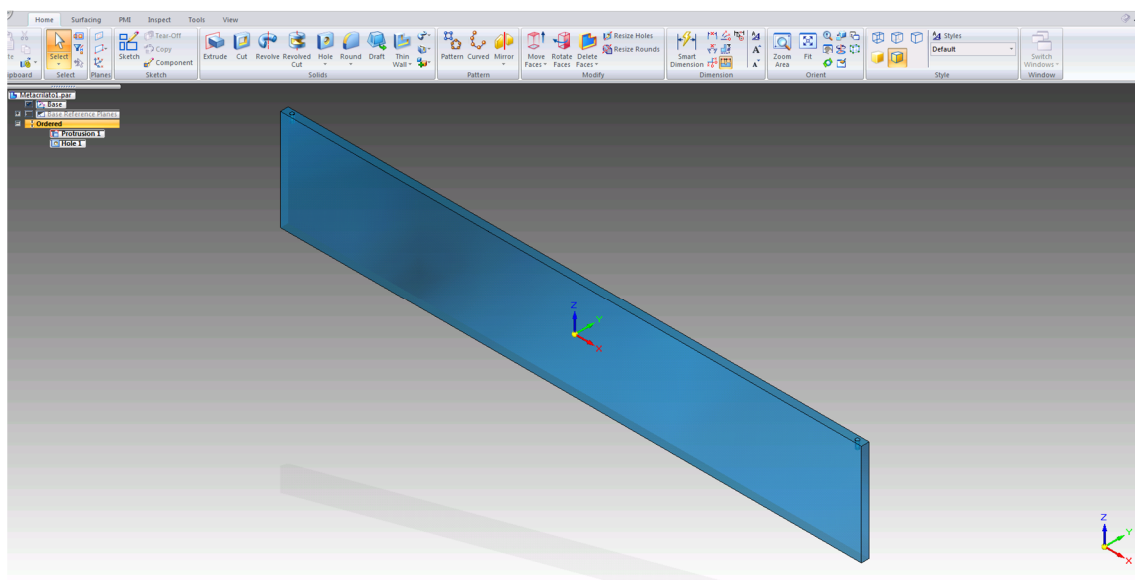 Home Surfacing PMI Inspect Tools View
Select
Sketch
Tear-Off
Copy
Component
Extrude Cut Revolve Revolved Cut Hole Round Draft Thin Wall
Pattern Curved Mirror
Move Faces Rotate Faces Delete Faces
Resize Holes
Resize Rounds
Smart Dimension
Zoom Area Fit
Styles
Default
Switch Windows
Select Planes Sketch Solids Pattern Modify Dimension Orient Style Window
Metacrilato1.par
Base
Base Reference Planes
Ordered
Protrusion 1
Hole 1
Z
Y
X
Z
Y
X